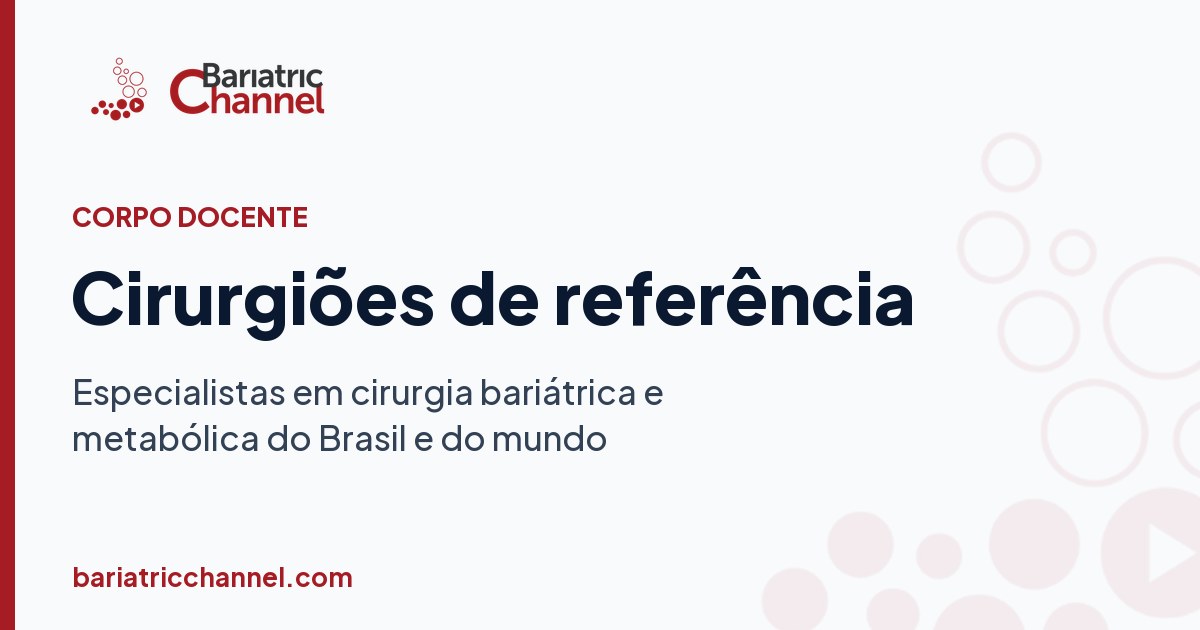 Bariatric
Channel
CORPO DOCENTE
Cirurgiões de referência
Especialistas em cirurgia bariátrica e
metabólica do Brasil e do mundo
bariatricchannel.com